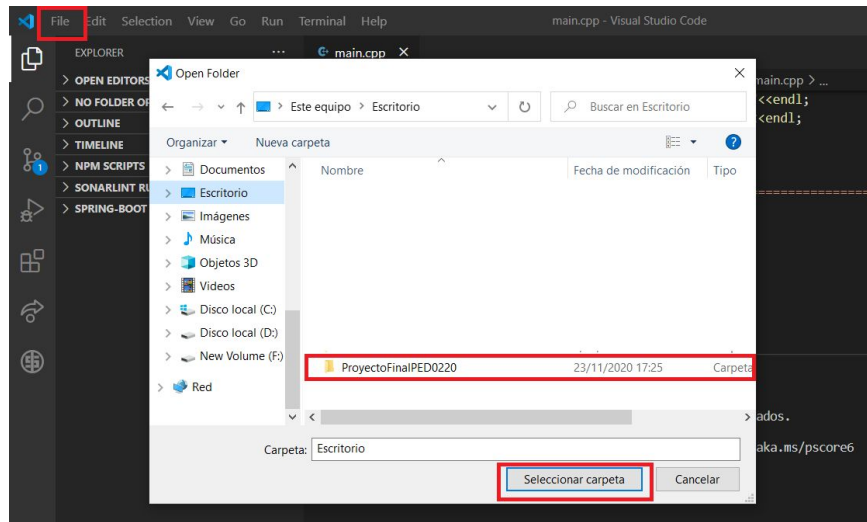 File Edit Selection View Go Run Terminal Help main.cpp - Visual Studio Code
EXPLORER ... main.cpp ×
OPEN EDITORS
NO FOLDER OP
OUTLINE
TIMELINE
NPM SCRIPTS
SONARLINT RU
SPRING-BOOT
1
main.cpp > ...
<<endl;
<endl;
==============
ados.
aka.ms/pscore6
Open Folder
Este equipo > Escritorio Buscar en Escritorio
Organizar Nueva carpeta
Nombre Fecha de modificación Tipo
Documentos
Escritorio
Imágenes
Música
Objetos 3D
Videos
Disco local (C:)
Disco local (D:)
New Volume (F:)
Red
ProyectoFinalPED0220 23/11/2020 17:25 Carpeta
Carpeta: Escritorio
Seleccionar carpeta Cancelar